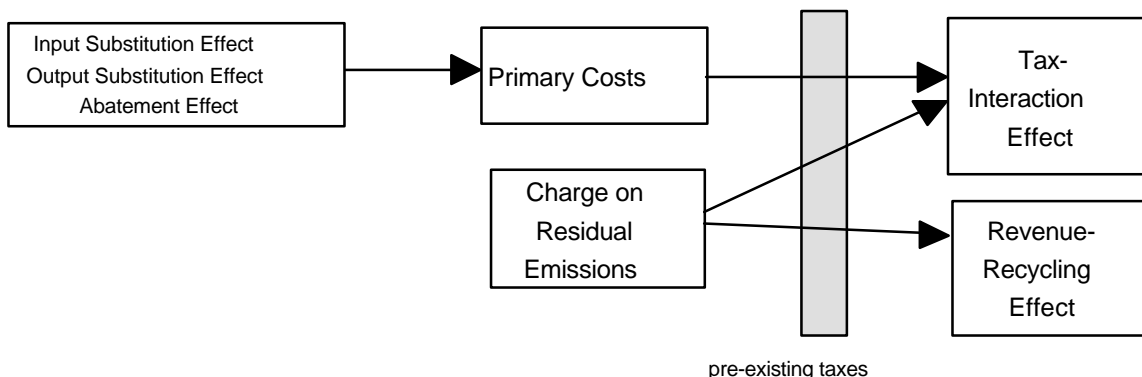 Input Substitution Effect
Output Substitution Effect
Abatement Effect
Primary Costs
Tax-
Interaction
Effect
Charge on
Residual
Emissions
Revenue-
Recycling
Effect
pre-existing taxes